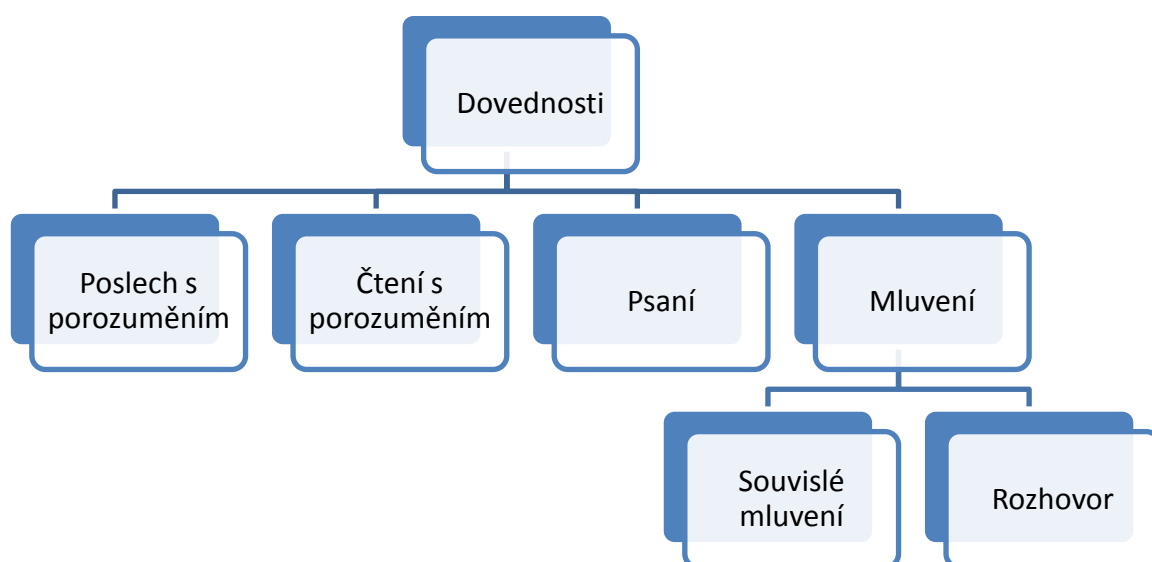 Dovednosti
Poslech s
porozuměním
Čtení s
porozuměním
Psaní
Mluvení
Souvislé
mluvení
Rozhovor